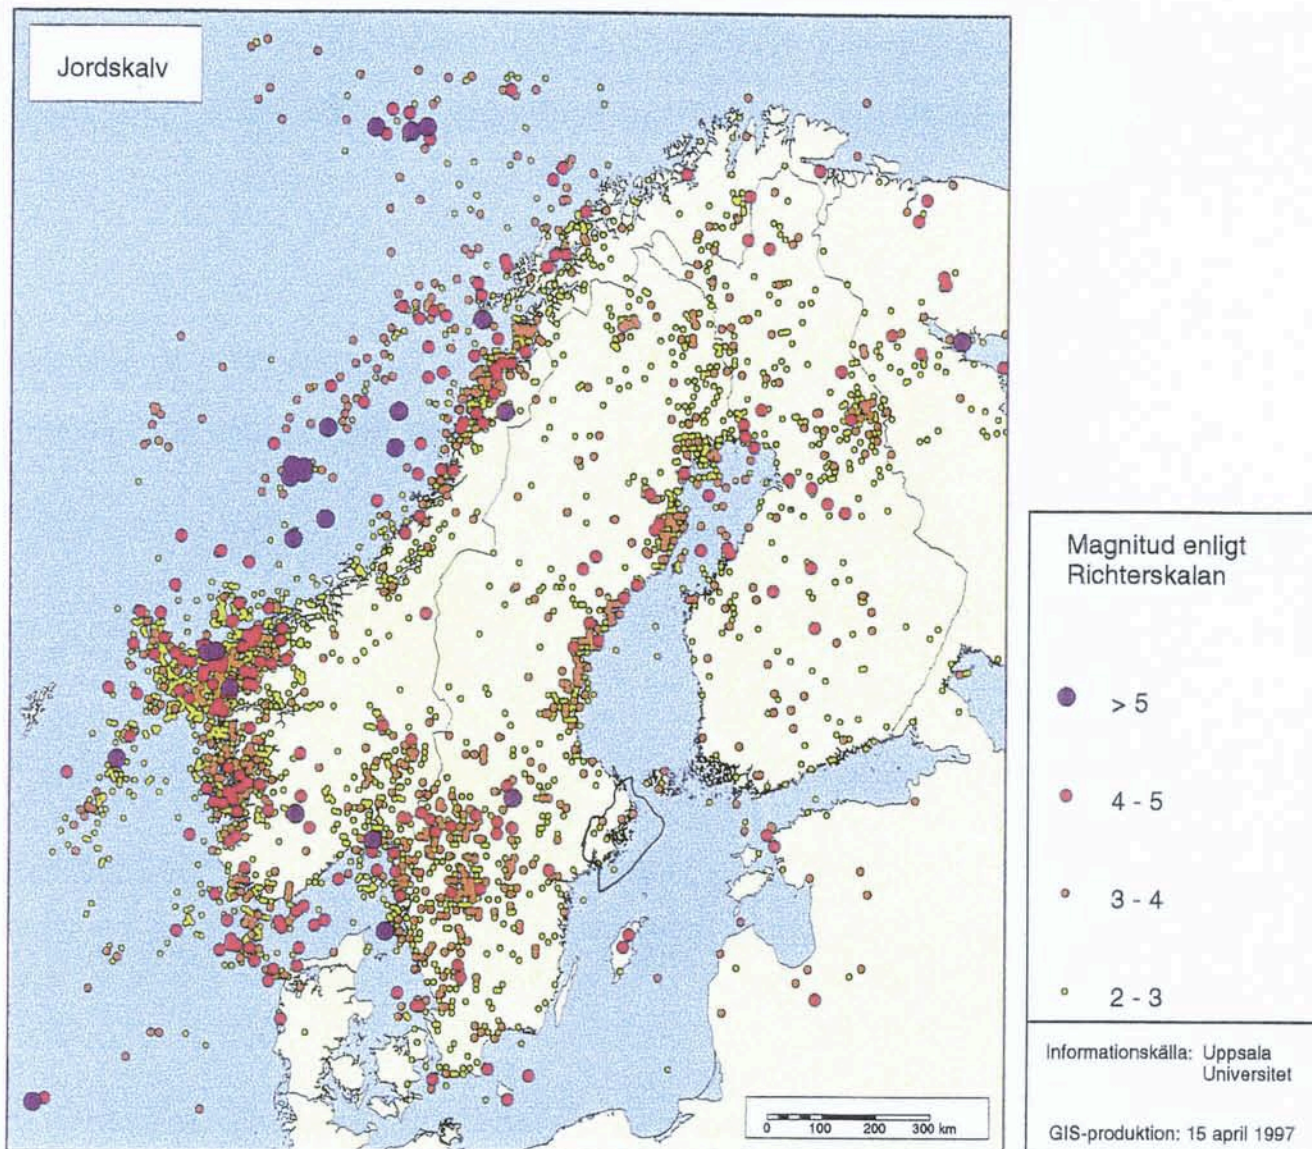 Jordskalv
Magnitud enligt
Richterskalan
> 5
4 - 5
3 - 4
2 - 3
Informationskälla: Uppsala
Universitet
GIS-produktion: 15 april 1997
0 100 200 300 km